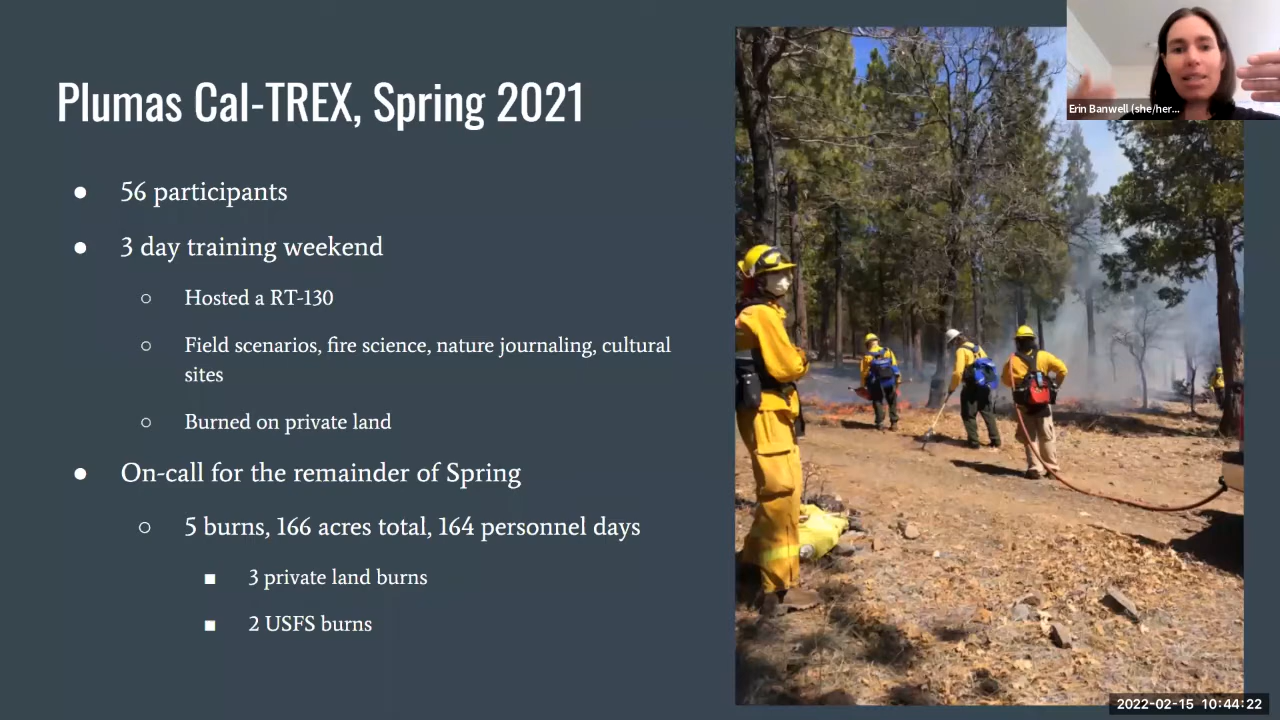 Plumas Cal-TREX, Spring 2021
● 56 participants
● 3 day training weekend
○ Hosted a RT-130
○ Field scenarios, fire science, nature journaling, cultural
sites
○ Burned on private land
● On-call for the remainder of Spring
○ 5 burns, 166 acres total, 164 personnel days
■ 3 private land burns
■ 2 USFS burns
Erin Banwell (she/her...
2022-02-15 10:44:22